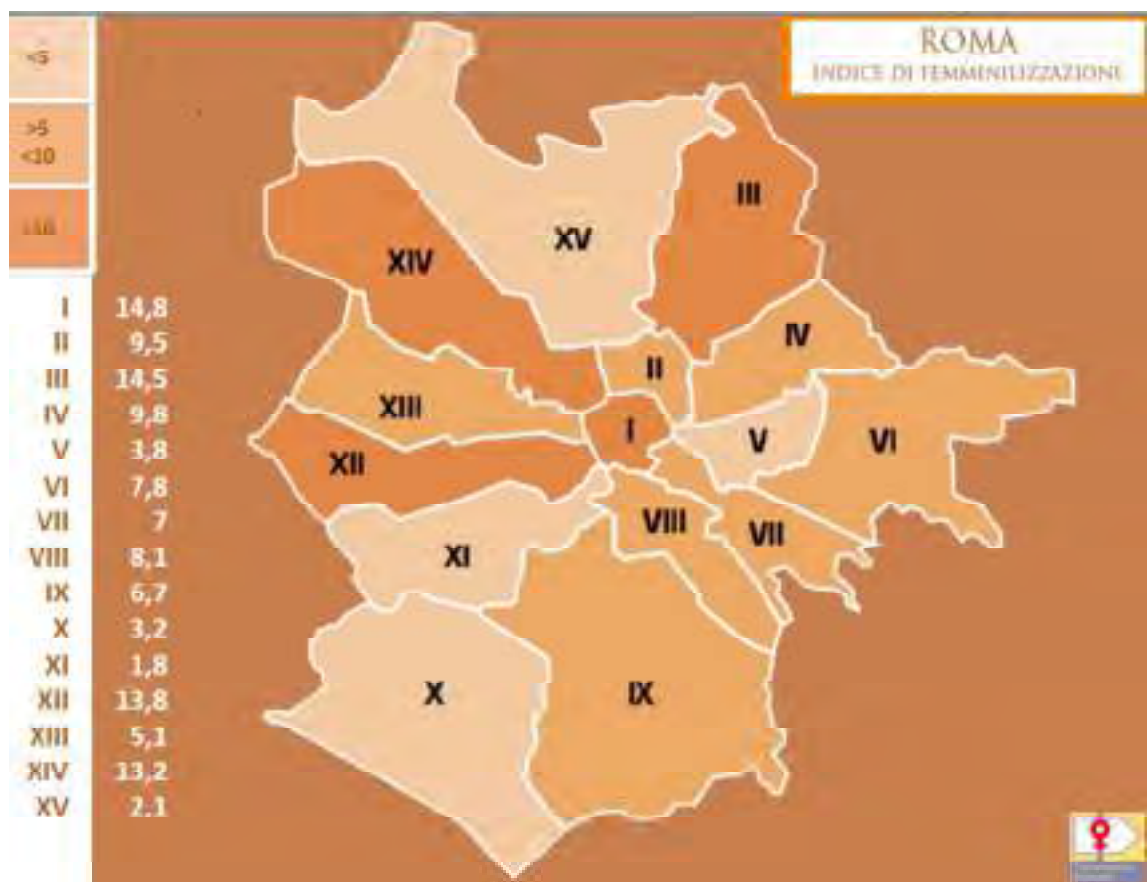 ROMA
INDICE DI FEMMINILIZZAZIONE
<5
>5
<10
III
XV
XIV
IV
II
XIII
I
V
VI
XII
VIII
VII
XI
X
IX
I 14,8
II 9,5
III 14,5
IV 9,8
V 3,8
VI 7,8
VII 7
VIII 8,1
IX 6,7
X 3,2
XI 1,8
XII 13,8
XIII 5,1
XIV 13,2
XV 2,1